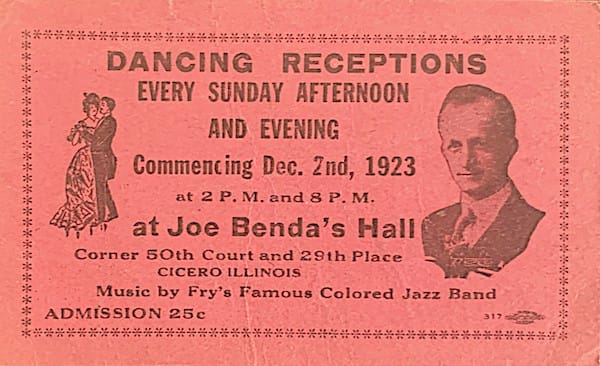 DANCING RECEPTIONS
EVERY SUNDAY AFTERNOON
AND EVENING
Commencing Dec. 2nd, 1923
at 2 P. M. and 8 P. M.
at Joe Benda's Hall
Corner 50th Court and 29th Place
CICERO ILLINOIS
Music by Fry's Famous Colored Jazz Band
ADMISSION 25c
317